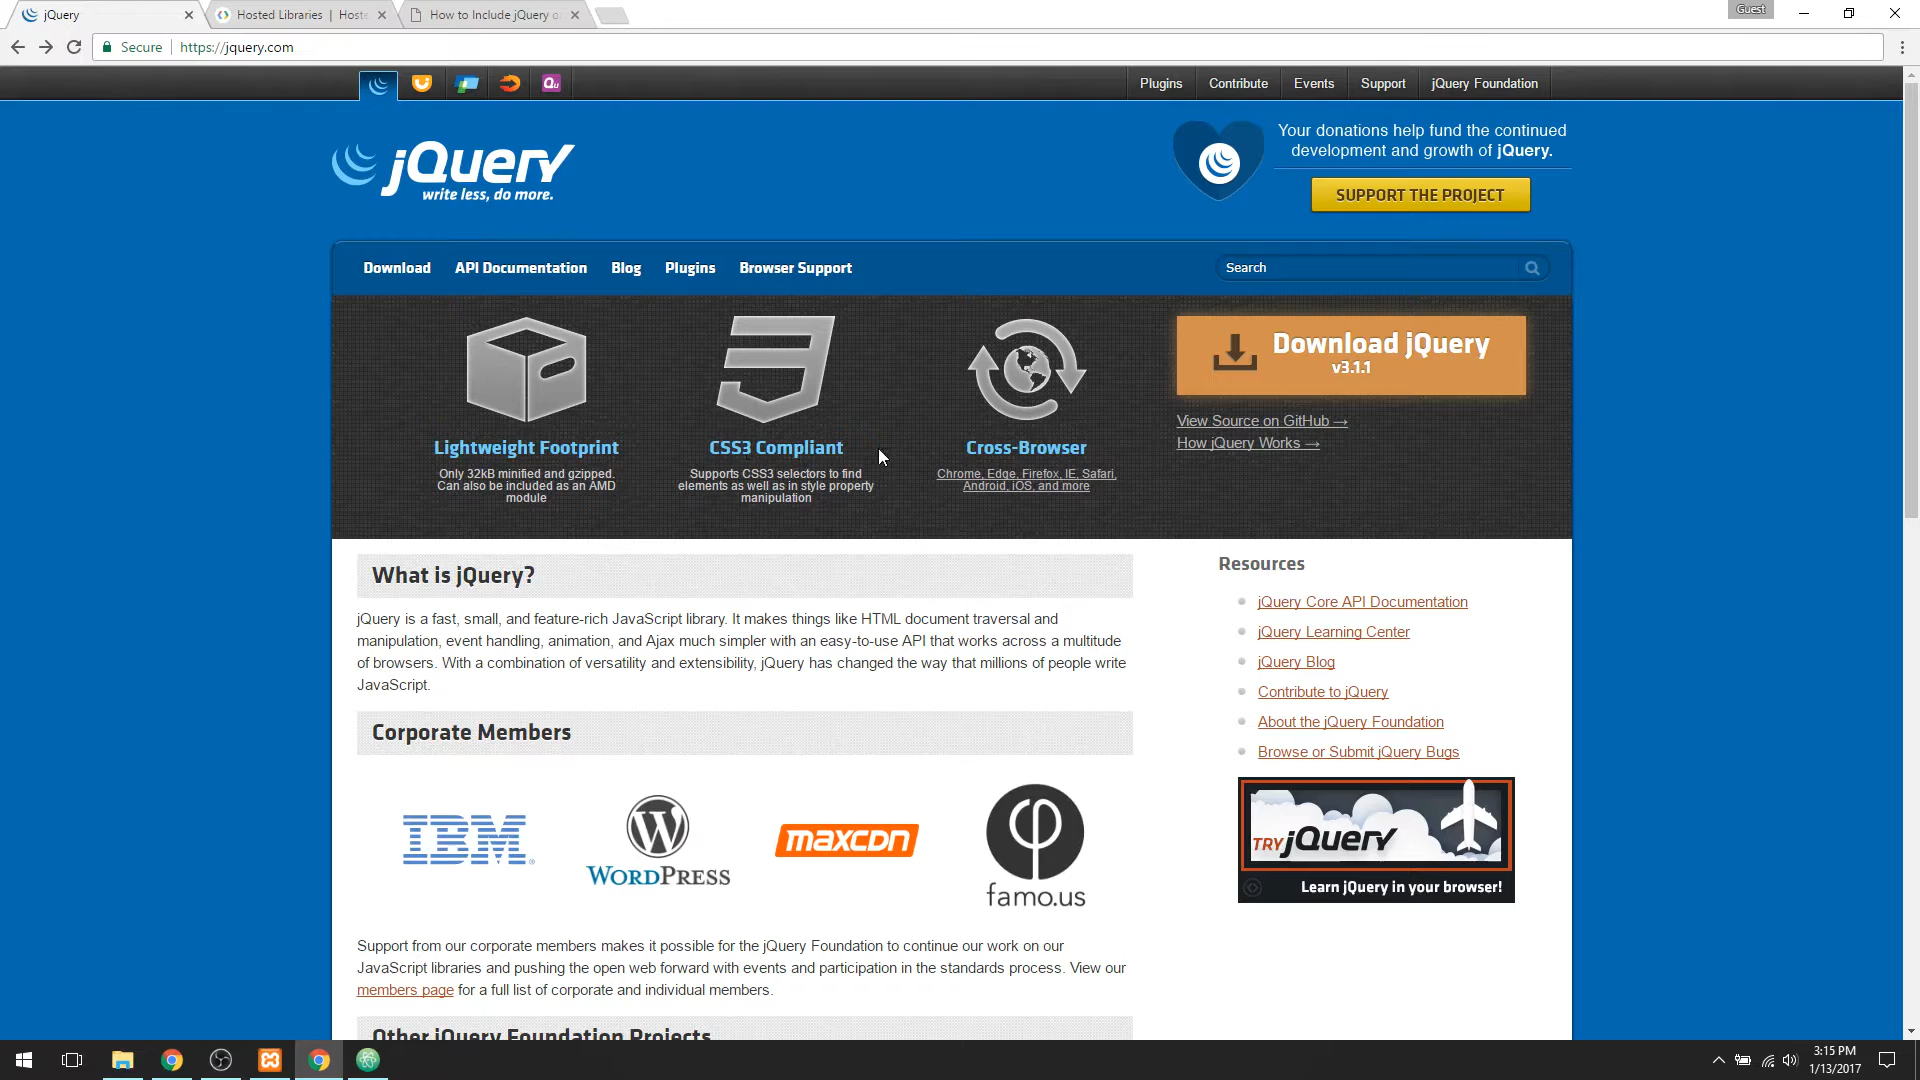 jQuery
Hosted Libraries | Hoste
How to Include jQuery o
Guest
Secure
https://jquery.com
Plugins
Contribute
Events
Support
jQuery Foundation
Qu
jQuery
write less, do more.
Your donations help fund the continued
development and growth of jQuery.
SUPPORT THE PROJECT
Download
API Documentation
Blog
Plugins
Browser Support
Search
Lightweight Footprint
Only 32kB minified and gzipped.
Can also be included as an AMD
module
CSS3 Compliant
Supports CSS3 selectors to find
elements as well as in style property
manipulation
Cross-Browser
Chrome, Edge, Firefox, IE, Safari,
Android, iOS, and more
Download jQuery
v3.1.1
View Source on GitHub →
How jQuery Works →
What is jQuery?
jQuery is a fast, small, and feature-rich JavaScript library. It makes things like HTML document traversal and
manipulation, event handling, animation, and Ajax much simpler with an easy-to-use API that works across a multitude
of browsers. With a combination of versatility and extensibility, jQuery has changed the way that millions of people write
JavaScript.
Corporate Members
IBM
WORDPRESS
maxcdn
famo.us
Support from our corporate members makes it possible for the jQuery Foundation to continue our work on our
JavaScript libraries and pushing the open web forward with events and participation in the standards process. View our
members page for a full list of corporate and individual members.
Other jQuery Foundation Projects
Resources
jQuery Core API Documentation
jQuery Learning Center
jQuery Blog
Contribute to jQuery
About the jQuery Foundation
Browse or Submit jQuery Bugs
TRY jQuery
Learn jQuery in your browser!
3:15 PM
1/13/2017